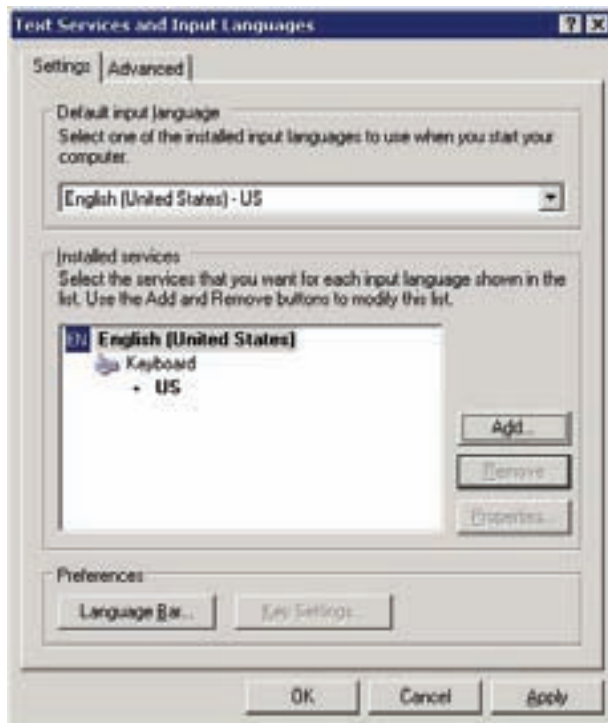 Text Services and Input Languages
Settings
Advanced
Default input language
Select one of the installed input languages to use when you start your
computer.
English (United States) - US
Installed services
Select the services that you want for each input language shown in the
list. Use the Add and Remove buttons to modify this list.
EN English (United States)
Keyboard
• US
Add...
Remove
Properties...
Preferences
Language Bar...
Key Settings...
OK
Cancel
Apply